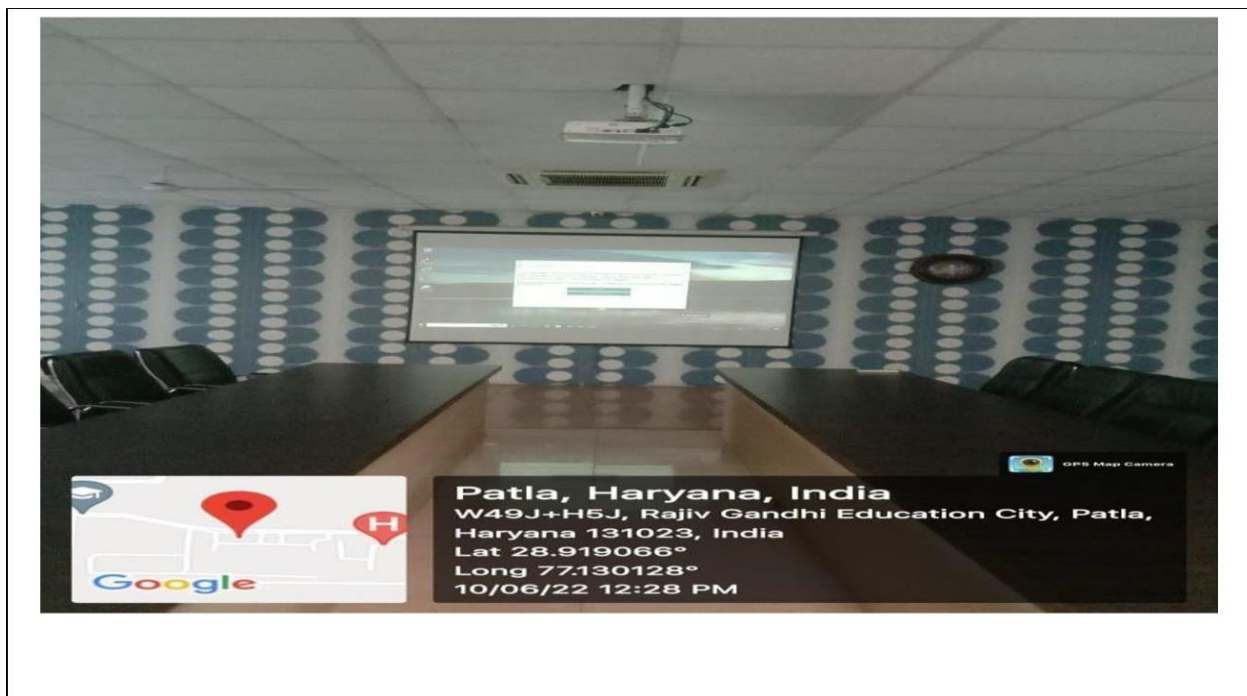 GPS Map Camera
Patla, Haryana, India
W49J+H5J, Rajiv Gandhi Education City, Patla,
Haryana 131023, India
Lat 28.919066°
Long 77.130128°
10/06/22 12:28 PM
H
Google